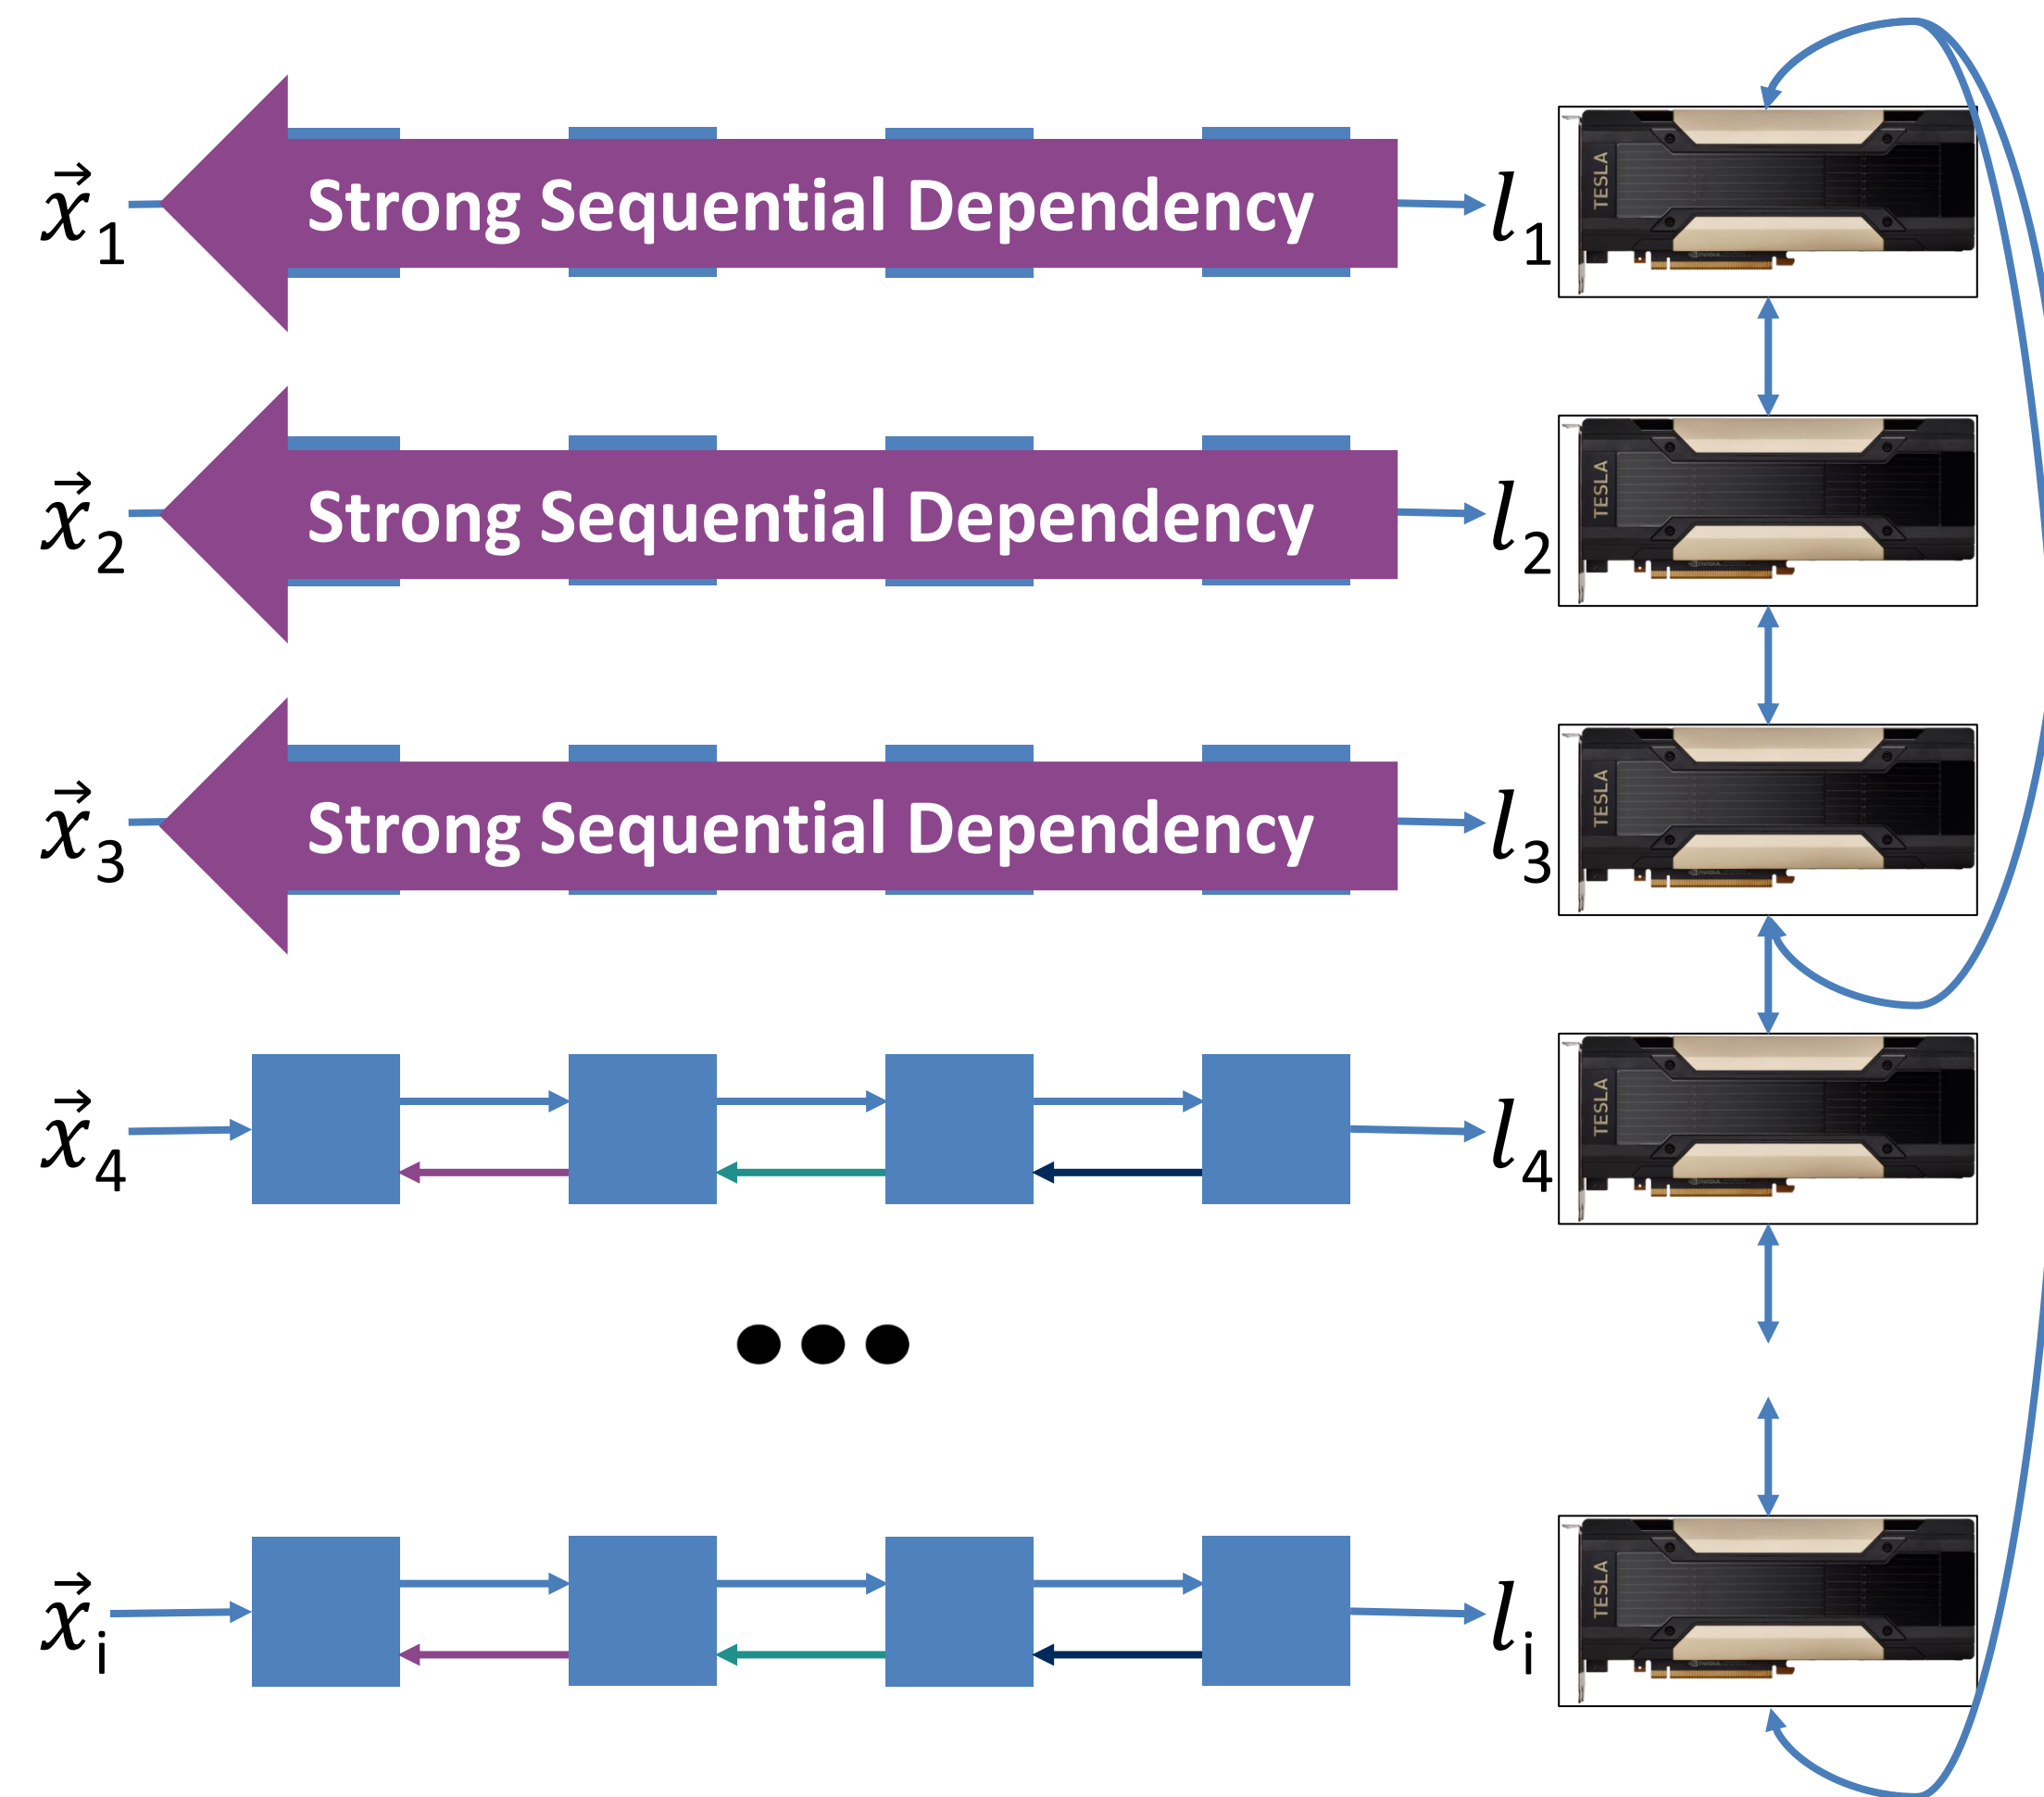 x⃗1 Strong Sequential Dependency l1 TESLA
x⃗2 Strong Sequential Dependency l2 TESLA
x⃗3 Strong Sequential Dependency l3 TESLA
x⃗4 l4 TESLA
x⃗i li TESLA